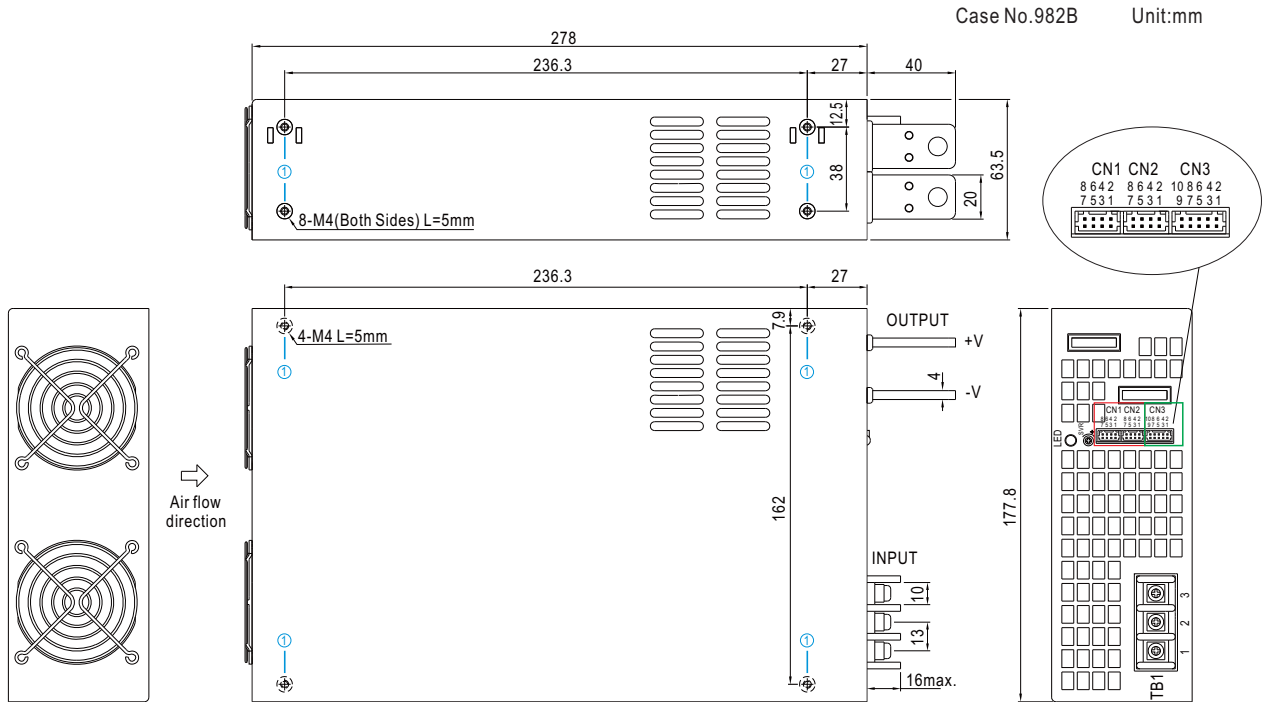 Case No.982B Unit:mm
278
236.3 27 40
12.5
38
63.5
20
①
①
8-M4(Both Sides) L=5mm
CN1 CN2 CN3
8 6 4 2 8 6 4 2 10 8 6 4 2
7 5 3 1 7 5 3 1 9 7 5 3 1
236.3 27
7.9
4-M4 L=5mm
①
①
OUTPUT
+V
4
-V
CN1 CN2 CN3
8 6 4 2 8 6 4 2 10 8 6 4 2
7 5 3 1 7 5 3 1 9 7 5 3 1
LED
SVR
Air flow
direction
162
177.8
INPUT
10
13
16max.
①
①
3
2
1
TB1